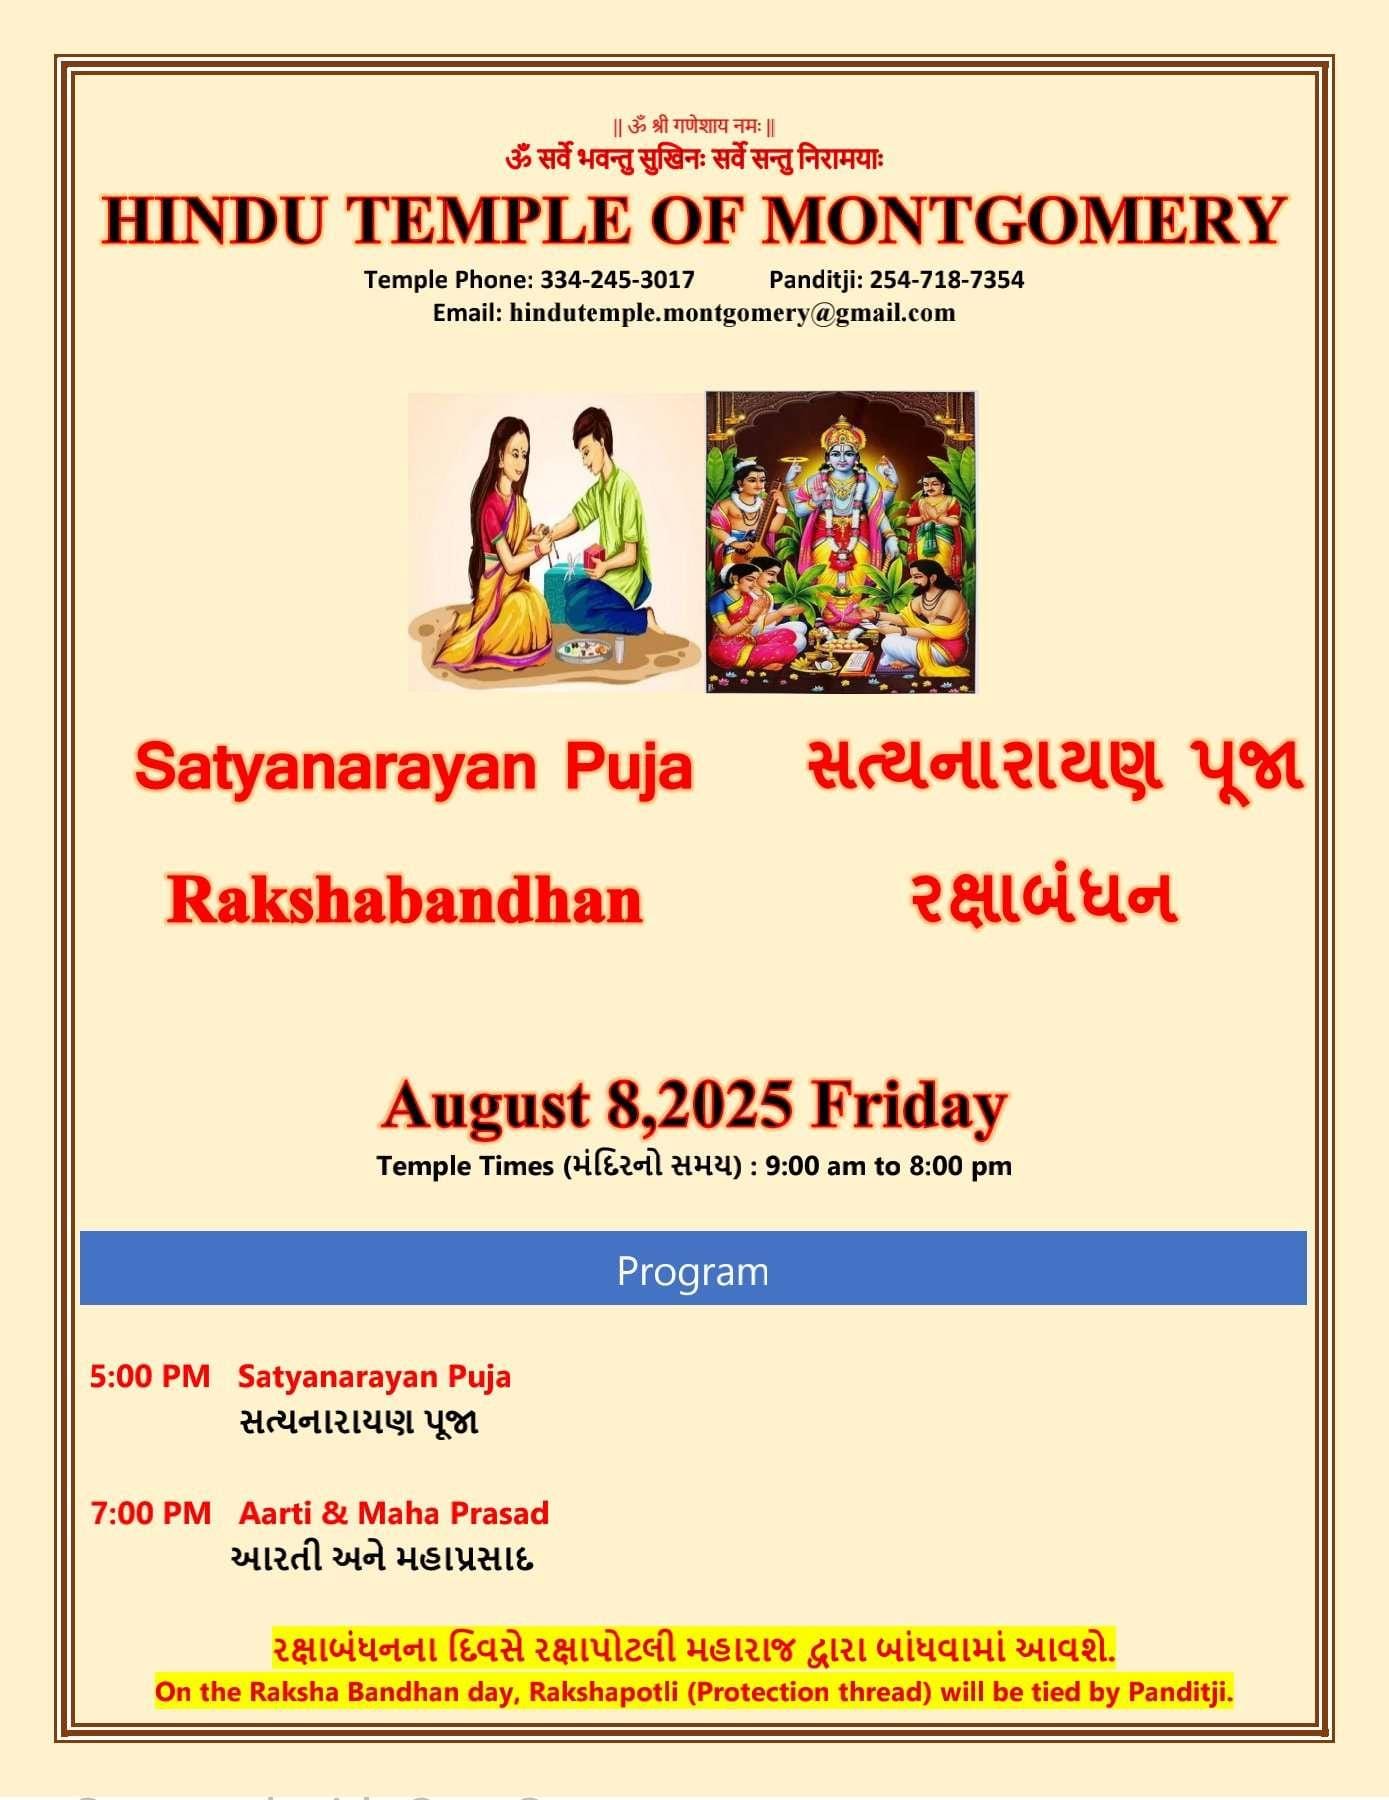 || ॐ श्री गणेशाय नमः ||
ॐ सर्वे भवन्तु सुखिनः सर्वे सन्तु निरामयाः
HINDU TEMPLE OF MONTGOMERY
Temple Phone: 334-245-3017 Panditji: 254-718-7354
Email: hindutemple.montgomery@gmail.com
Satyanarayan Puja સત્યનારાયણ પૂજા
Rakshabandhan રક્ષાબંધન
August 8,2025 Friday
Temple Times (મંદિરનો સમય) : 9:00 am to 8:00 pm
Program
5:00 PM Satyanarayan Puja
સત્યનારાયણ પૂજા
7:00 PM Aarti & Maha Prasad
આરતી અને મહાપ્રસાદ
રક્ષાબંધનના દિવસે રક્ષાપોટલી મહારાજ દ્વારા બાંધવામાં આવશે.
On the Raksha Bandhan day, Rakshapotli (Protection thread) will be tied by Panditji.